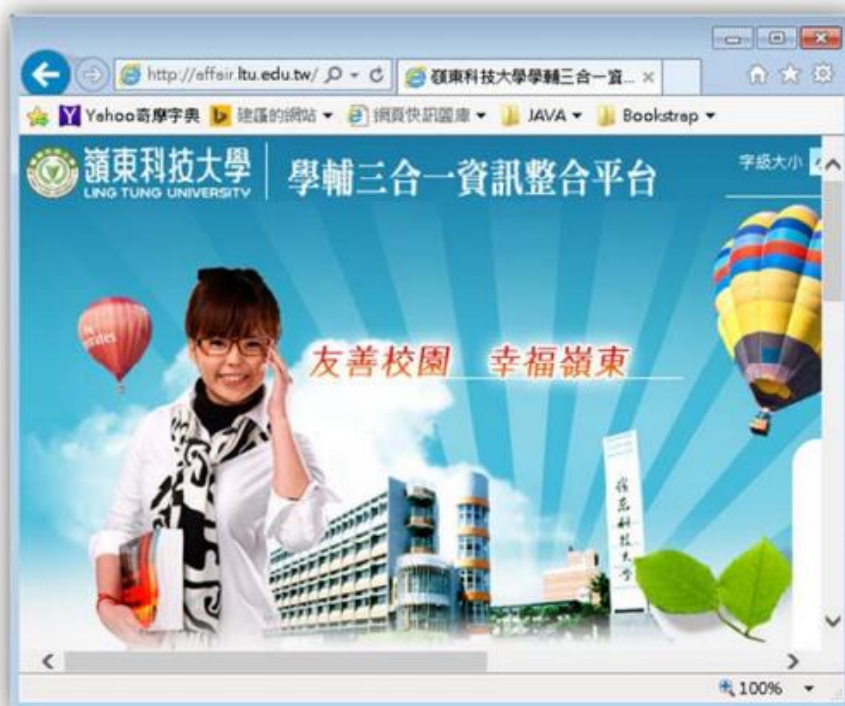 http://affair.ltu.edu.tw/
嶺東科技大學學輔三合一資...
Yahoo奇摩字典
建議的網站
網頁快訊圖庫
JAVA
Bookstrap
嶺東科技大學
LING TUNG UNIVERSITY
學輔三合一資訊整合平台
字級大小
友善校園 幸福嶺東
嶺東科技大學
100%